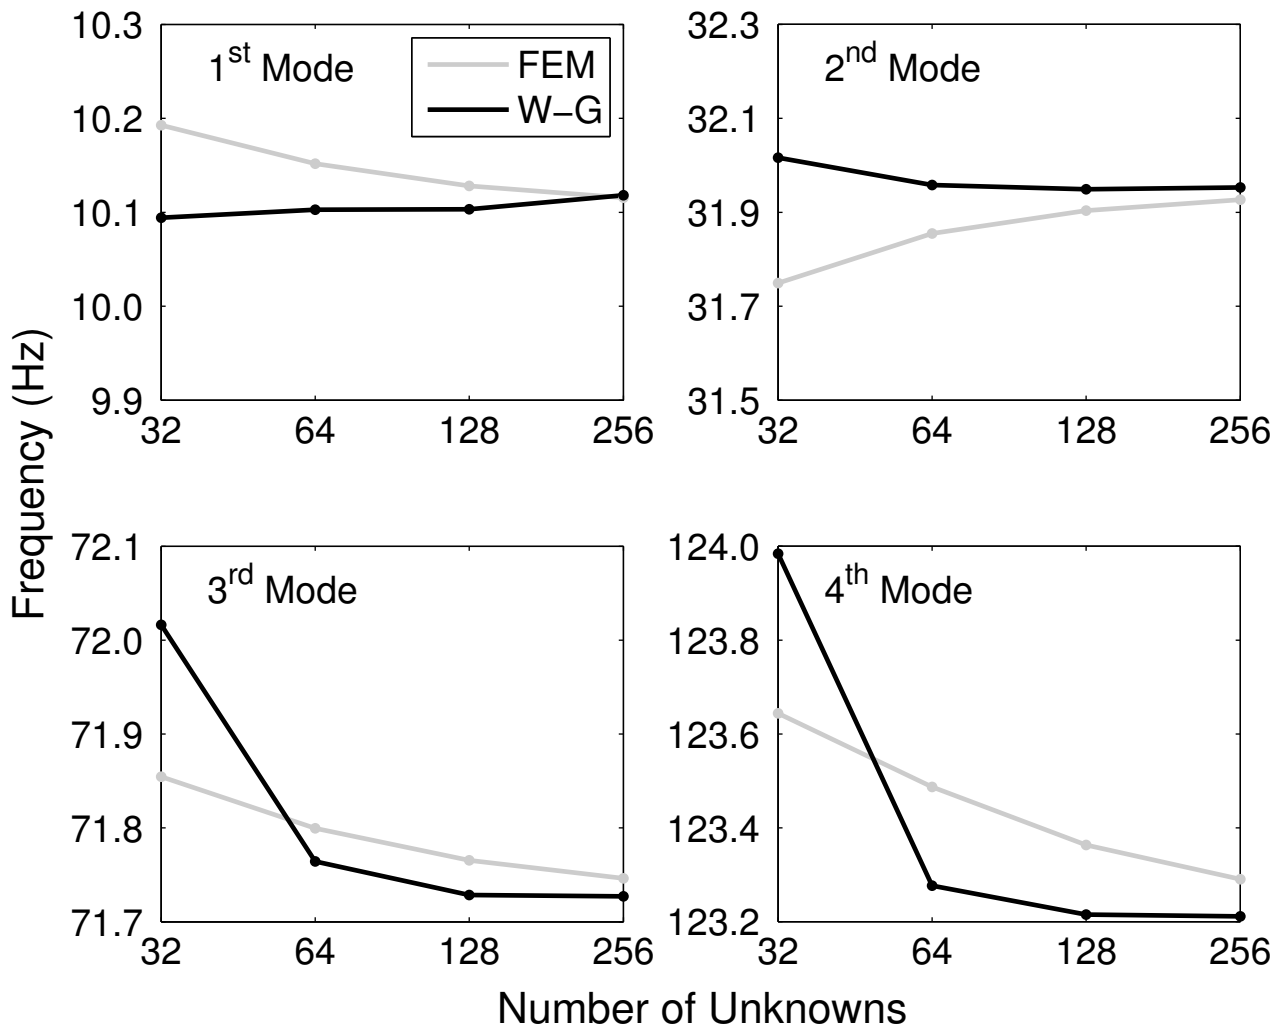 10.3
10.2
10.1
10.0
9.9
32 64 128 256
1st Mode
FEM
W–G
32.3
32.1
31.9
31.7
31.5
32 64 128 256
2nd Mode
Frequency (Hz)
72.1
72.0
71.9
71.8
71.7
32 64 128 256
3rd Mode
124.0
123.8
123.6
123.4
123.2
32 64 128 256
4th Mode
Number of Unknowns